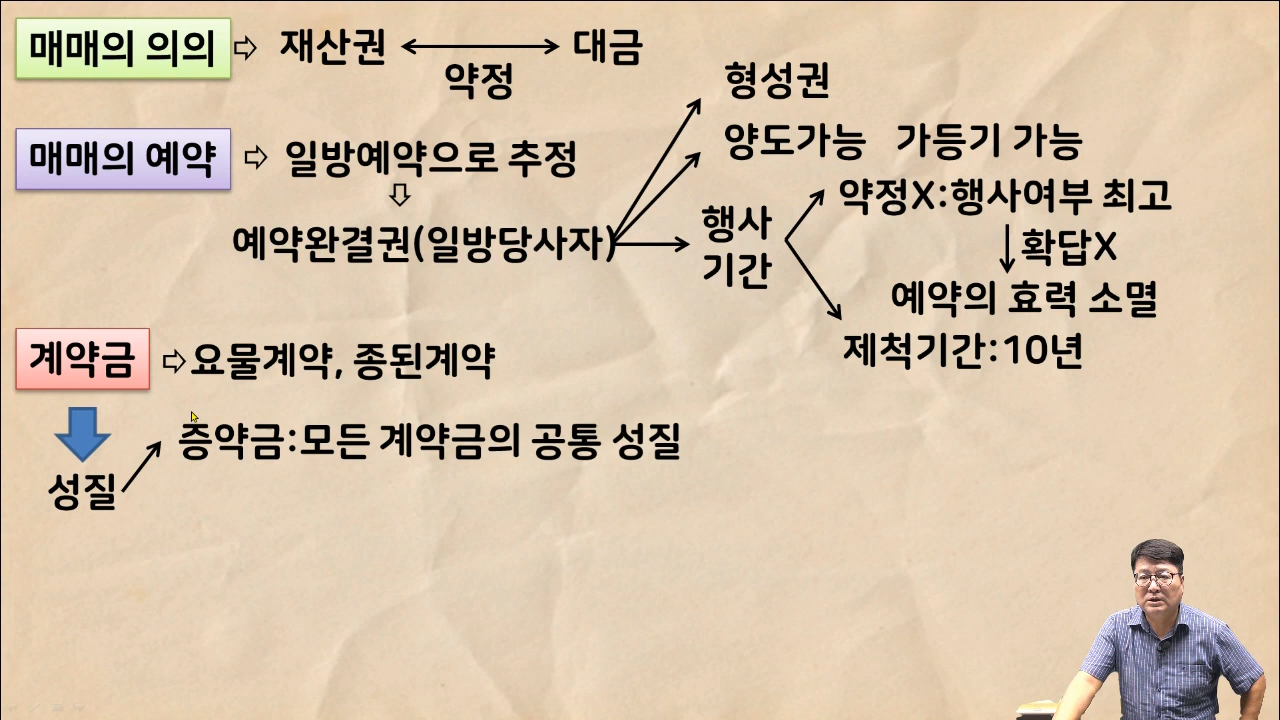 매매의 의의 ⇨ 재산권 ↔ 대금
약정
매매의 예약 ⇨ 일방예약으로 추정
예약완결권(일방당사자)
형성권
양도가능 가등기 가능
행사
기간
약정X:행사여부 최고
확답X
예약의 효력 소멸
제척기간:10년
계약금 ⇨ 요물계약, 종된계약
성질
증약금:모든 계약금의 공통 성질